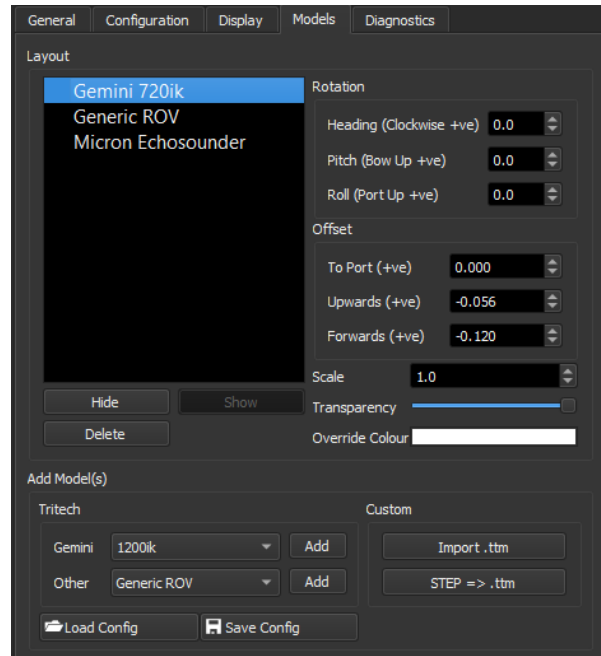 General Configuration Display Models Diagnostics
Layout
Gemini 720ik
Generic ROV
Micron Echosounder
Hide Show
Delete
Rotation
Heading (Clockwise +ve) 0.0
Pitch (Bow Up +ve) 0.0
Roll (Port Up +ve) 0.0
Offset
To Port (+ve) 0.000
Upwards (+ve) -0.056
Forwards (+ve) -0.120
Scale 1.0
Transparency
Override Colour
Add Model(s)
Tritech
Gemini 1200ik Add
Other Generic ROV Add
Custom
Import .ttm
STEP => .ttm
Load Config Save Config